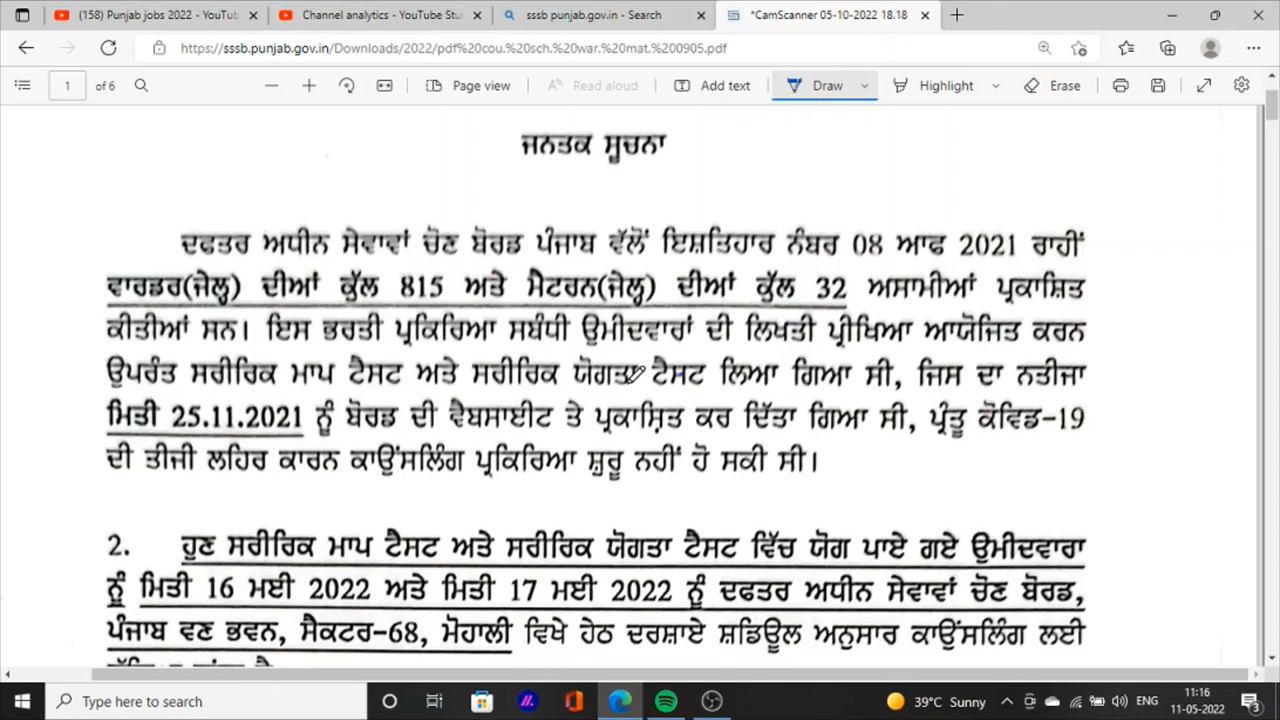 (158) Punjab jobs 2022 - YouTub
Channel analytics - YouTube Stu
sssb punjab.gov.in - Search
*CamScanner 05-10-2022 18.18
https://sssb.punjab.gov.in/Downloads/2022/pdf%20cou.%20sch.%20war.%20mat.%200905.pdf
1 of 6
Page view
Read aloud
Add text
Draw
Highlight
Erase
ਜਨਤਕ ਸੂਚਨਾ
ਦਫਤਰ ਅਧੀਨ ਸੇਵਾਵਾਂ ਚੋਣ ਬੋਰਡ ਪੰਜਾਬ ਵੱਲੋਂ ਇਸ਼ਤਿਹਾਰ ਨੰਬਰ 08 ਆਫ 2021 ਰਾਹੀਂ
ਵਾਰਡਰ(ਜੇਲ੍ਹ) ਦੀਆਂ ਕੁੱਲ 815 ਅਤੇ ਮੈਟਰਨ(ਜੇਲ੍ਹ) ਦੀਆਂ ਕੁੱਲ 32 ਅਸਾਮੀਆਂ ਪ੍ਰਕਾਸ਼ਿਤ
ਕੀਤੀਆਂ ਸਨ। ਇਸ ਭਰਤੀ ਪ੍ਰਕਿਰਿਆ ਸਬੰਧੀ ਉਮੀਦਵਾਰਾਂ ਦੀ ਲਿਖਤੀ ਪ੍ਰੀਖਿਆ ਆਯੋਜਿਤ ਕਰਨ
ਉਪਰੰਤ ਸਰੀਰਿਕ ਮਾਪ ਟੈਸਟ ਅਤੇ ਸਰੀਰਿਕ ਯੋਗਤਾ ਟੈਸਟ ਲਿਆ ਗਿਆ ਸੀ, ਜਿਸ ਦਾ ਨਤੀਜਾ
ਮਿਤੀ 25.11.2021 ਨੂੰ ਬੋਰਡ ਦੀ ਵੈਬਸਾਈਟ ਤੇ ਪ੍ਰਕਾਸ਼ਿਤ ਕਰ ਦਿੱਤਾ ਗਿਆ ਸੀ, ਪ੍ਰੰਤੂ ਕੋਵਿਡ-19
ਦੀ ਤੀਜੀ ਲਹਿਰ ਕਾਰਨ ਕਾਉਂਸਲਿੰਗ ਪ੍ਰਕਿਰਿਆ ਸ਼ੁਰੂ ਨਹੀਂ ਹੋ ਸਕੀ ਸੀ।
2. ਹੁਣ ਸਰੀਰਿਕ ਮਾਪ ਟੈਸਟ ਅਤੇ ਸਰੀਰਿਕ ਯੋਗਤਾ ਟੈਸਟ ਵਿੱਚ ਯੋਗ ਪਾਏ ਗਏ ਉਮੀਦਵਾਰਾ
ਨੂੰ ਮਿਤੀ 16 ਮਈ 2022 ਅਤੇ ਮਿਤੀ 17 ਮਈ 2022 ਨੂੰ ਦਫਤਰ ਅਧੀਨ ਸੇਵਾਵਾਂ ਚੋਣ ਬੋਰਡ,
ਪੰਜਾਬ ਵਣ ਭਵਨ, ਸੈਕਟਰ-68, ਮੋਹਾਲੀ ਵਿਖੇ ਹੇਠ ਦਰਸਾਏ ਸ਼ਡਿਊਲ ਅਨੁਸਾਰ ਕਾਉਂਸਲਿੰਗ ਲਈ
Type here to search
39°C Sunny
ENG
11:16
11-05-2022
3